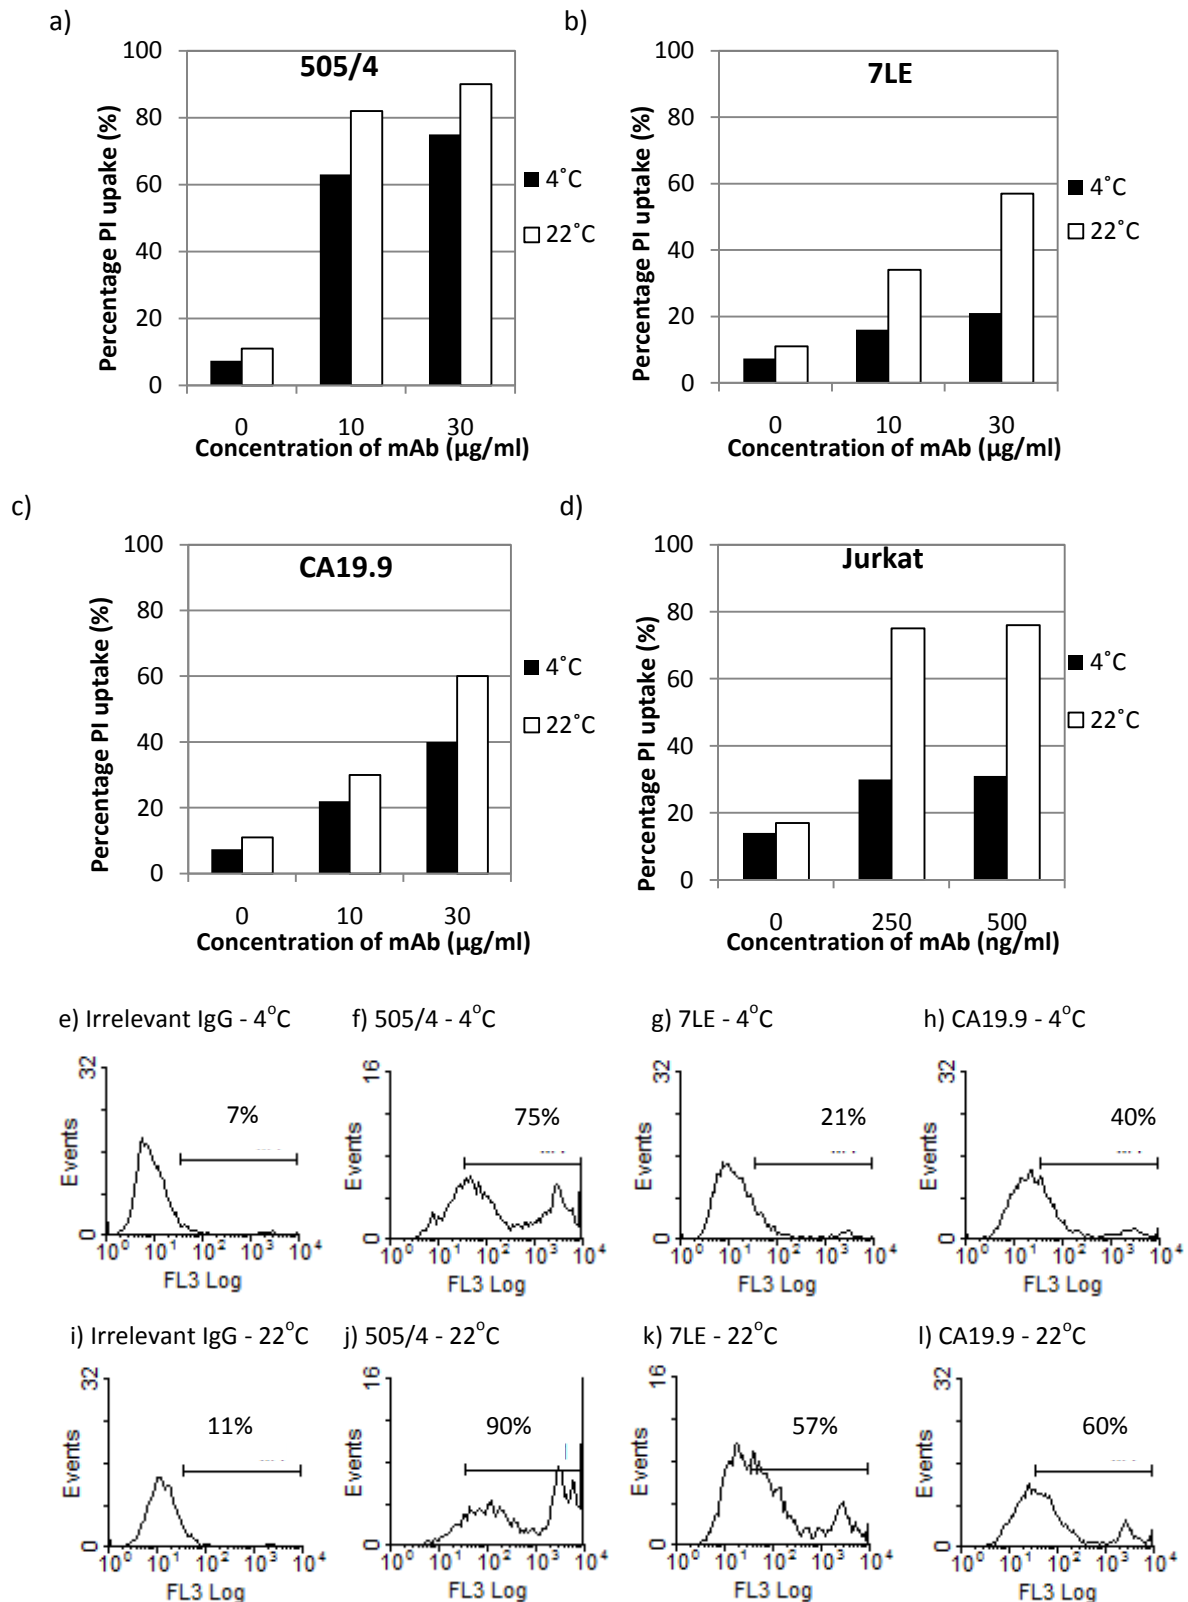 a)
505/4
Percentage PI upake (%)
100
80
60
40
20
0
0 10 30
Concentration of mAb (µg/ml)
4˚C
22˚C
b)
7LE
Percentage PI uptake (%)
100
80
60
40
20
0
0 10 30
Concentration of mAb (µg/ml)
4˚C
22˚C
c)
CA19.9
Percentage PI uptake (%)
100
80
60
40
20
0
0 10 30
Concentration of mAb (µg/ml)
4˚C
22˚C
d)
Jurkat
Percentage PI uptake (%)
100
80
60
40
20
0
0 250 500
Concentration of mAb (ng/ml)
4˚C
22˚C
e) Irrelevant IgG - 4°C
32
7%
Events
0
10⁰ 10¹ 10² 10³ 10⁴
FL3 Log
f) 505/4 - 4°C
16
75%
Events
0
10⁰ 10¹ 10² 10³ 10⁴
FL3 Log
g) 7LE - 4°C
32
21%
Events
0
10⁰ 10¹ 10² 10³ 10⁴
FL3 Log
h) CA19.9 - 4°C
32
40%
Events
0
10⁰ 10¹ 10² 10³ 10⁴
FL3 Log
i) Irrelevant IgG - 22°C
32
11%
Events
0
10⁰ 10¹ 10² 10³ 10⁴
FL3 Log
j) 505/4 - 22°C
16
90%
Events
0
10⁰ 10¹ 10² 10³ 10⁴
FL3 Log
k) 7LE - 22°C
16
57%
Events
0
10⁰ 10¹ 10² 10³ 10⁴
FL3 Log
l) CA19.9 - 22°C
32
60%
Events
0
10⁰ 10¹ 10² 10³ 10⁴
FL3 Log